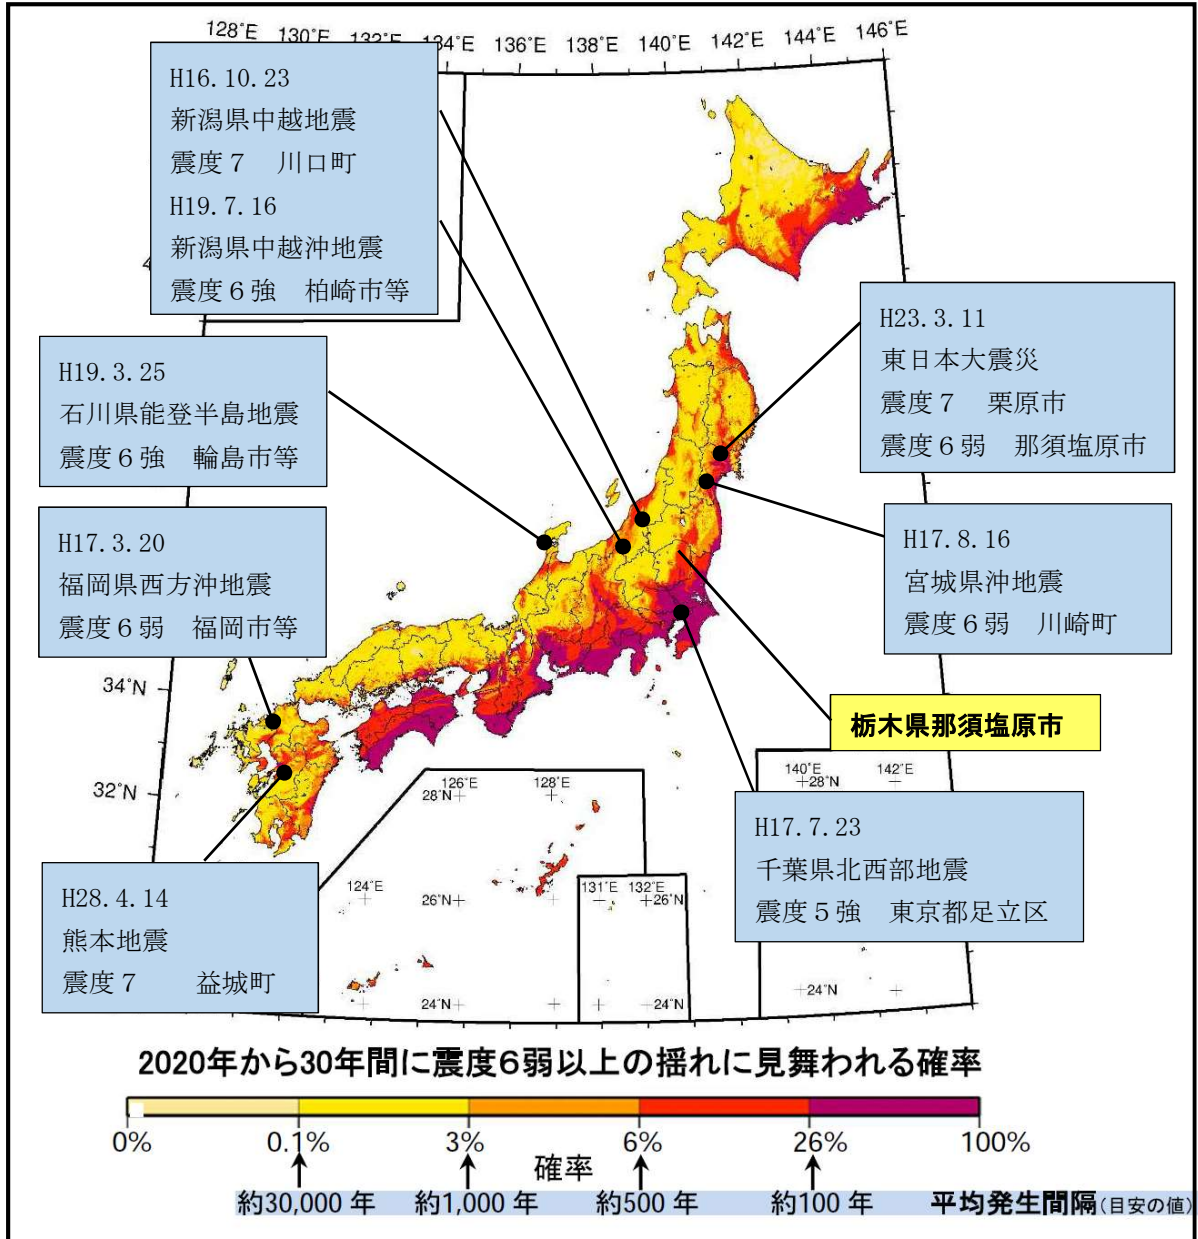 128°E 130°E 132°E 134°E 136°E 138°E 140°E 142°E 144°E 146°E
H16.10.23
新潟県中越地震
震度７　川口町
H19.7.16
新潟県中越沖地震
震度６強　柏崎市等
H23.3.11
東日本大震災
震度７　栗原市
震度６弱　那須塩原市
H19.3.25
石川県能登半島地震
震度６強　輪島市等
H17.3.20
福岡県西方沖地震
震度６弱　福岡市等
H17.8.16
宮城県沖地震
震度６弱　川崎町
34°N
栃木県那須塩原市
32°N
126°E 128°E
28°N
140°E 142°E
28°N
H17.7.23
千葉県北西部地震
震度５強　東京都足立区
H28.4.14
熊本地震
震度７　　益城町
124°E
26°N
131°E 132°E
26°N
24°N
24°N
24°N
2020年から30年間に震度６弱以上の揺れに見舞われる確率
0% 0.1% 3% 6% 26% 100%
確率
約30,000 年 約1,000 年 約500 年 約100 年 平均発生間隔(目安の値)